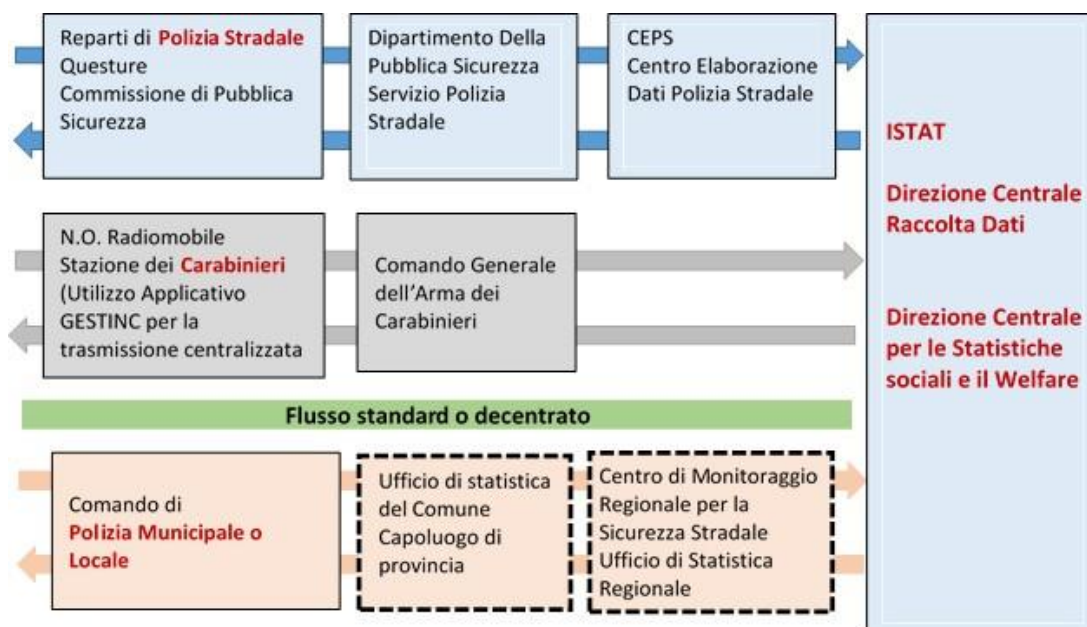 Reparti di Polizia Stradale
Questure
Commissione di Pubblica
Sicurezza
Dipartimento Della
Pubblica Sicurezza
Servizio Polizia
Stradale
CEPS
Centro Elaborazione
Dati Polizia Stradale
ISTAT
Direzione Centrale
Raccolta Dati
Direzione Centrale
per le Statistiche
sociali e il Welfare
N.O. Radiomobile
Stazione dei Carabinieri
(Utilizzo Applicativo
GESTINC per la
trasmissione centralizzata
Comando Generale
dell'Arma dei
Carabinieri
Flusso standard o decentrato
Comando di
Polizia Municipale o
Locale
Ufficio di statistica
del Comune
Capoluogo di
provincia
Centro di Monitoraggio
Regionale per la
Sicurezza Stradale
Ufficio di Statistica
Regionale